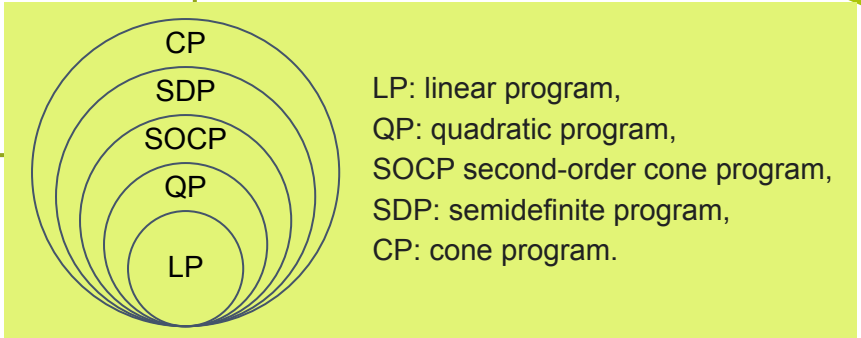 CP
SDP
SOCP
QP
LP
LP: linear program,
QP: quadratic program,
SOCP second-order cone program,
SDP: semidefinite program,
CP: cone program.